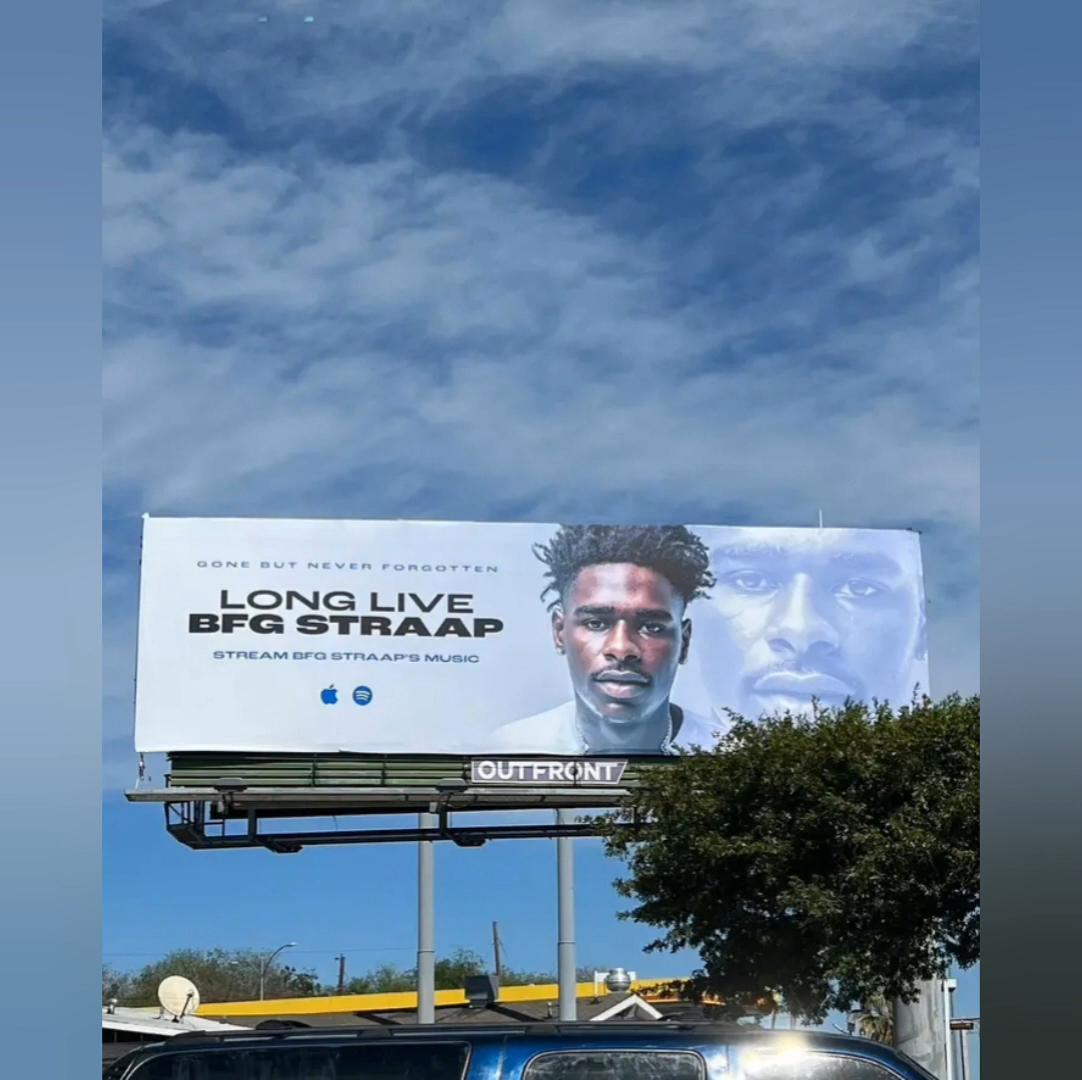 GONE BUT NEVER FORGOTTEN
LONG LIVE
BFG STRAAP
STREAM BFG STRAAP'S MUSIC
OUTFRONT